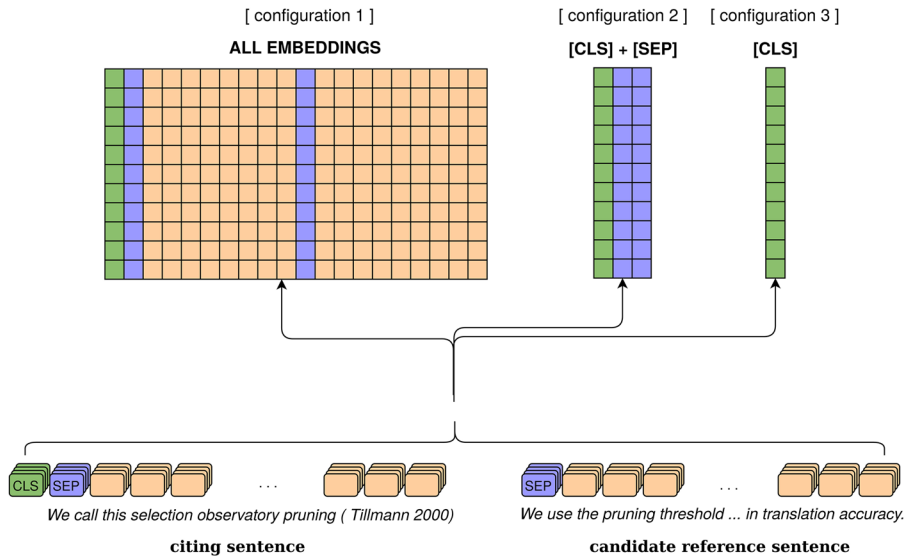 [ configuration 1 ]
[ configuration 2 ]
[ configuration 3 ]
ALL EMBEDDINGS
[CLS] + [SEP]
[CLS]
CLS
SEP
. . .
SEP
. . .
We call this selection observatory pruning ( Tillmann 2000)
We use the pruning threshold ... in translation accuracy.
citing sentence
candidate reference sentence